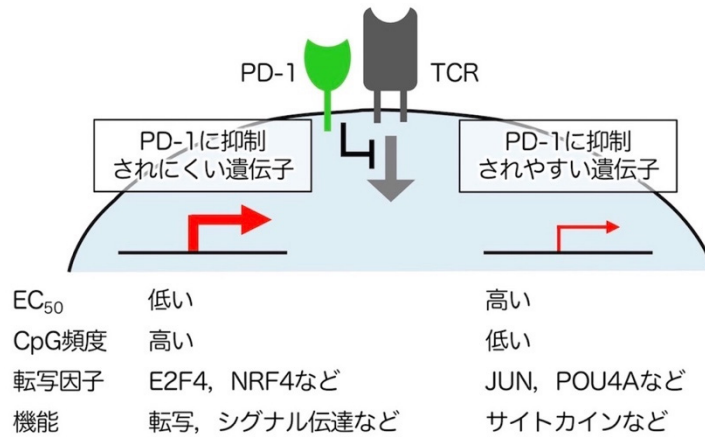 PD-1 TCR
PD-1に抑制
されにくい遺伝子
PD-1に抑制
されやすい遺伝子
EC50 低い 高い
CpG頻度 高い 低い
転写因子 E2F4，NRF4など JUN，POU4Aなど
機能 転写，シグナル伝達など サイトカインなど